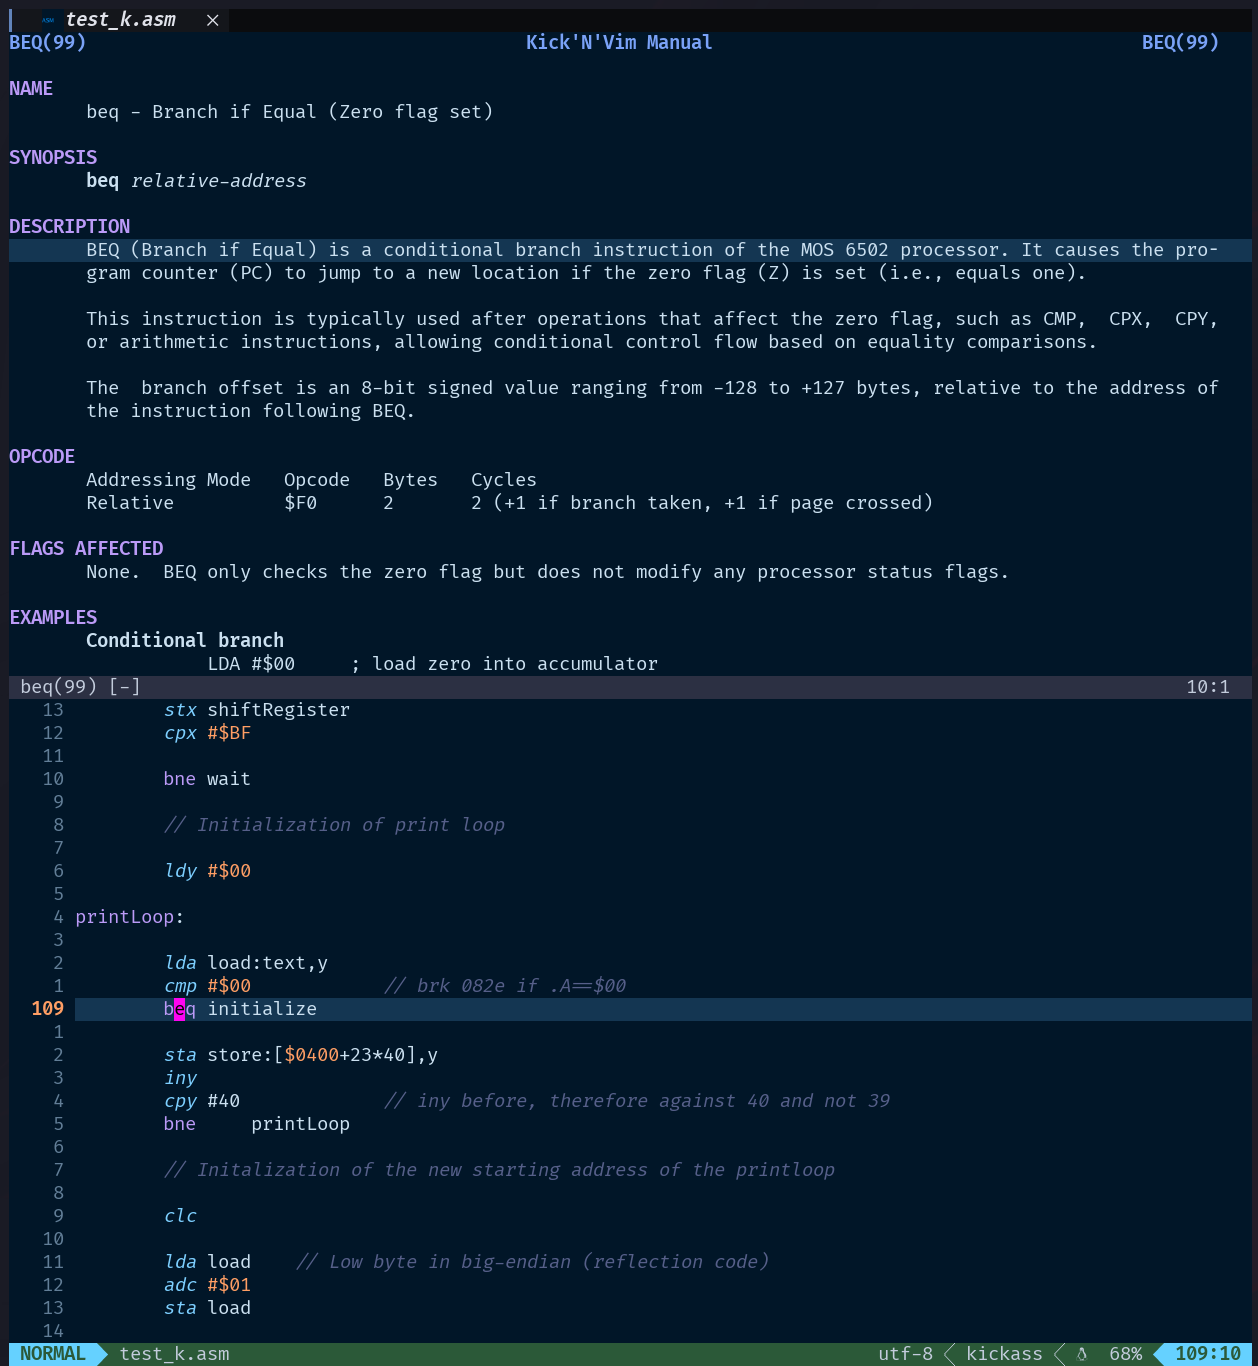 ASM test_k.asm ×
BEQ(99) Kick'N'Vim Manual BEQ(99)
NAME
beq - Branch if Equal (Zero flag set)
SYNOPSIS
beq relative-address
DESCRIPTION
BEQ (Branch if Equal) is a conditional branch instruction of the MOS 6502 processor. It causes the pro-
gram counter (PC) to jump to a new location if the zero flag (Z) is set (i.e., equals one).
This instruction is typically used after operations that affect the zero flag, such as CMP,  CPX,  CPY,
or arithmetic instructions, allowing conditional control flow based on equality comparisons.
The  branch offset is an 8-bit signed value ranging from -128 to +127 bytes, relative to the address of
the instruction following BEQ.
OPCODE
Addressing Mode   Opcode   Bytes   Cycles
Relative          $F0      2       2 (+1 if branch taken, +1 if page crossed)
FLAGS AFFECTED
None.  BEQ only checks the zero flag but does not modify any processor status flags.
EXAMPLES
Conditional branch
LDA #$00     ; load zero into accumulator
beq(99) [-] 10:1
13 stx shiftRegister
12 cpx #$BF
11
10 bne wait
9
8 // Initialization of print loop
7
6 ldy #$00
5
4 printLoop:
3
2 lda load:text,y
1 cmp #$00 // brk 082e if .A==$00
109 beq initialize
1
2 sta store:[$0400+23*40],y
3 iny
4 cpy #40 // iny before, therefore against 40 and not 39
5 bne     printLoop
6
7 // Initalization of the new starting address of the printloop
8
9 clc
10
11 lda load    // Low byte in big-endian (reflection code)
12 adc #$01
13 sta load
14
NORMAL test_k.asm utf-8 kickass 68% 109:10